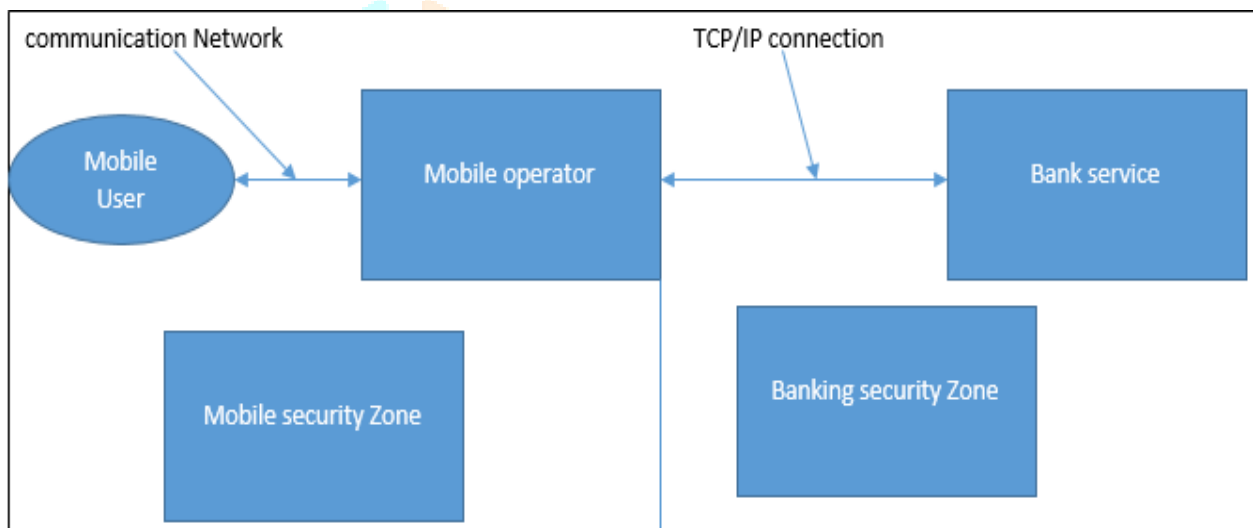 communication Network
TCP/IP connection
Mobile
User
Mobile operator
Bank service
Mobile security Zone
Banking security Zone